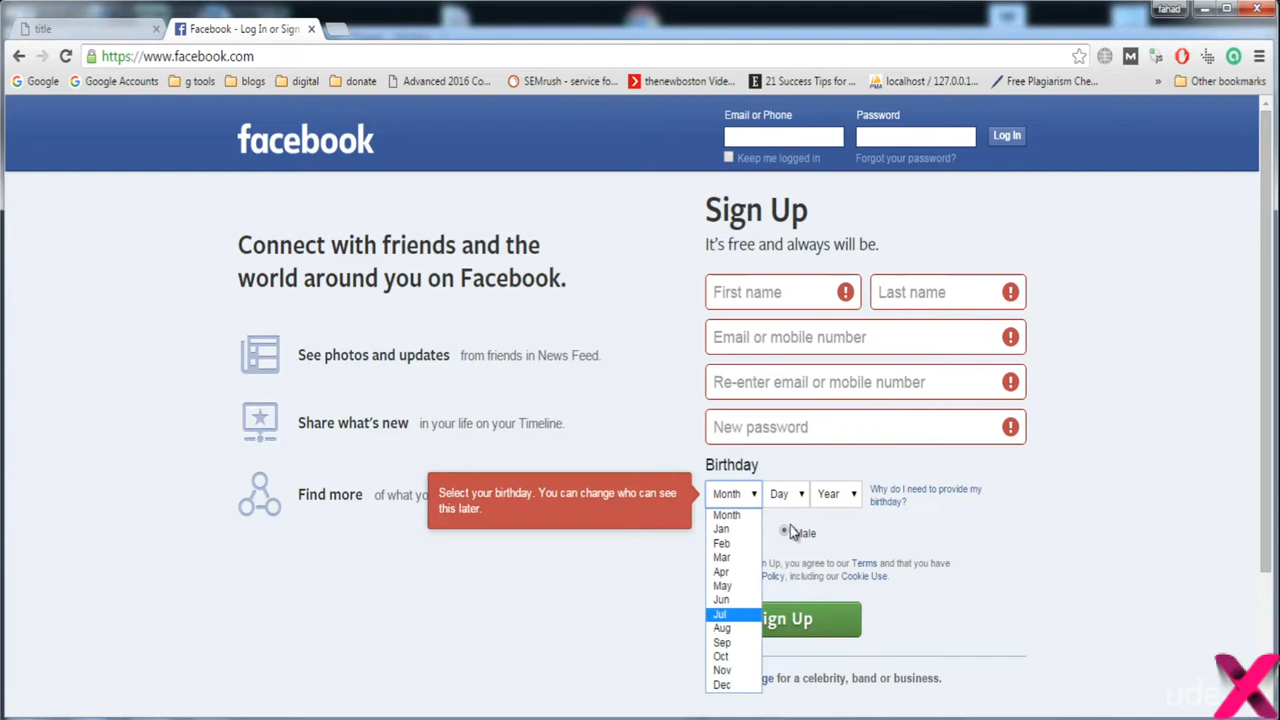 fahad
title
Facebook - Log In or Sign
https://www.facebook.com
M
Google
Google Accounts
g tools
blogs
digital
donate
Advanced 2016 Co...
SEMrush - service fo...
thenewboston Vide...
21 Success Tips for ...
localhost / 127.0.0.1...
Free Plagiarism Che...
»
Other bookmarks
facebook
Email or Phone
Password
Log In
Keep me logged in
Forgot your password?
Sign Up
It's free and always will be.
Connect with friends and the
world around you on Facebook.
First name
Last name
Email or mobile number
Re-enter email or mobile number
New password
See photos and updates from friends in News Feed.
Share what's new in your life on your Timeline.
Find more of what yo
Birthday
Select your birthday. You can change who can see
this later.
Month
Day
Year
Why do I need to provide my
birthday?
Month
Jan
Feb
Mar
Apr
May
Jun
Jul
Aug
Sep
Oct
Nov
Dec
n Up, you agree to our Terms and that you have
Policy, including our Cookie Use.
ign Up
ge for a celebrity, band or business.